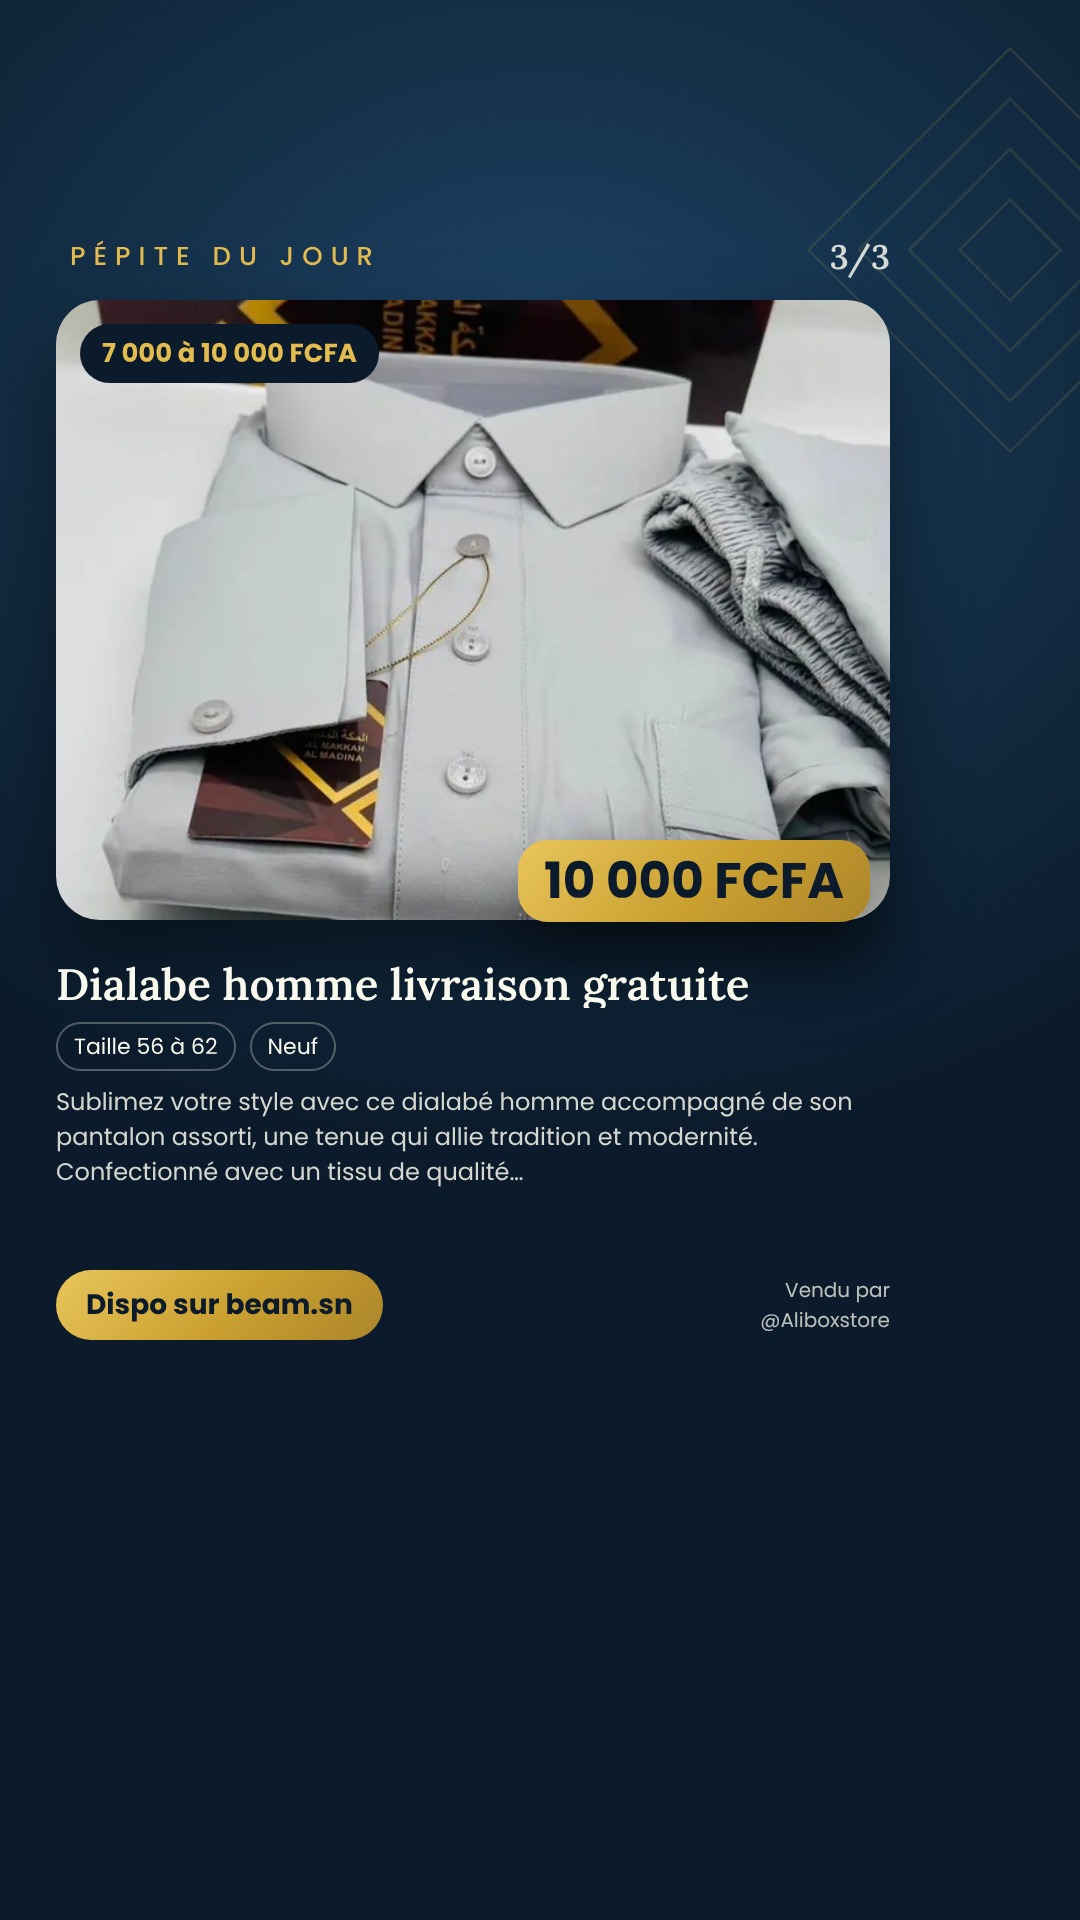 PÉPITE DU JOUR
3/3
7 000 à 10 000 FCFA
المكة المدينة
AL MAKKAH
AL MADINA
10 000 FCFA
Dialabe homme livraison gratuite
Taille 56 à 62
Neuf
Sublimez votre style avec ce dialabé homme accompagné de son
pantalon assorti, une tenue qui allie tradition et modernité.
Confectionné avec un tissu de qualité…
Dispo sur beam.sn
Vendu par
@Aliboxstore